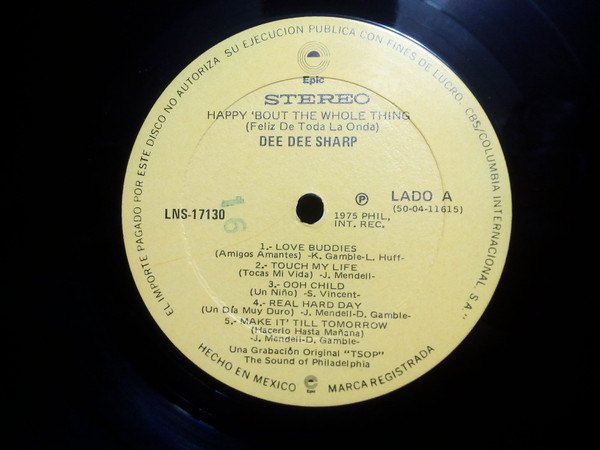 EL IMPORTE PAGADO POR ESTE DISCO NO AUTORIZA SU EJECUCION PUBLICA CON FINES DE LUCRO. CBS/COLUMBIA INTERNACIONAL, S.A."
Epic
STEREO
HAPPY 'BOUT THE WHOLE THING
(Feliz De Toda La Onda)
DEE DEE SHARP
LNS-17130
16
Ⓟ
1975 PHIL.
INT. REC.
LADO A
(50-04-11615)
1.- LOVE BUDDIES
(Amigos Amantes) -K. Gamble-L. Huff-
2.- TOUCH MY LIFE
(Tocas Mi Vida) -J. Mendell-
3.- OOH CHILD
(Un Niño) -S. Vincent-
4.- REAL HARD DAY
(Un Día Muy Duro) -J. Mendell-D. Gamble-
5.- MAKE IT' TILL TOMORROW
(Hacerlo Hasta Mañana)
-J. Mendell-D. Gamble-
Una Grabación Original "TSOP"
The Sound of Philadelphia
HECHO EN MEXICO
Epic
MARCA REGISTRADA